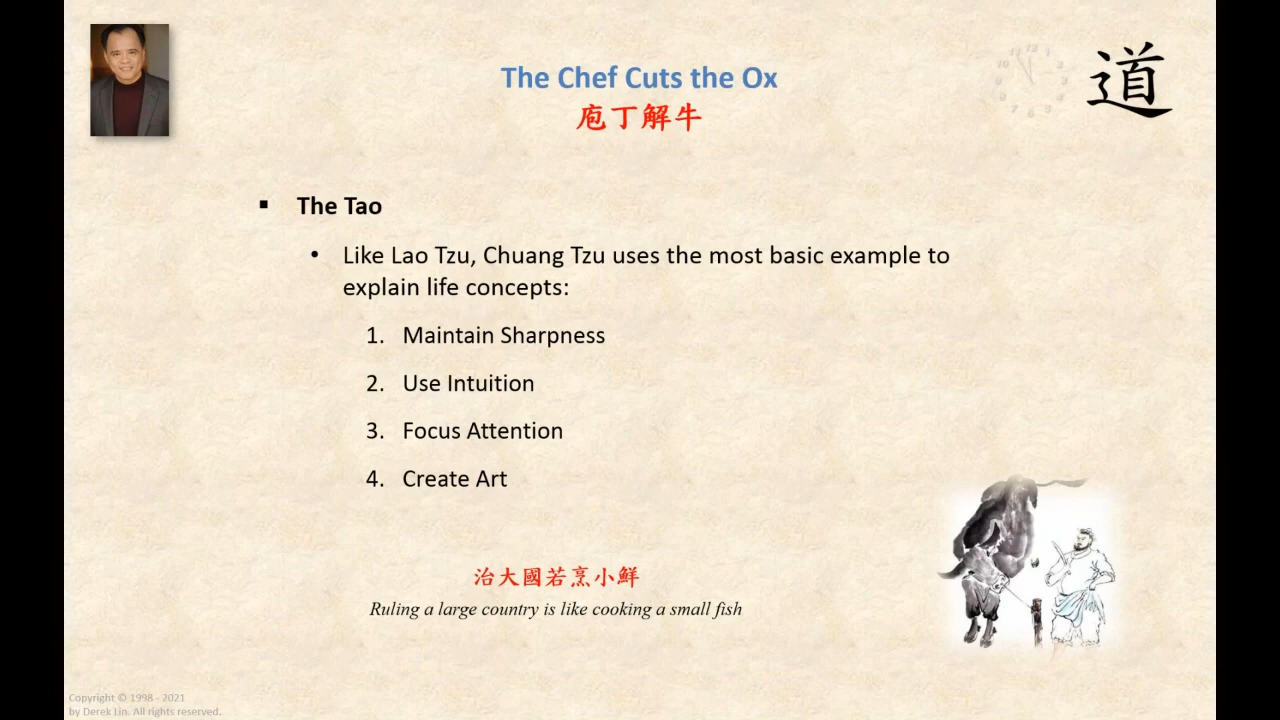 The Chef Cuts the Ox
庖丁解牛
道
▪ The Tao
• Like Lao Tzu, Chuang Tzu uses the most basic example to
explain life concepts:
1. Maintain Sharpness
2. Use Intuition
3. Focus Attention
4. Create Art
治大國若烹小鮮
Ruling a large country is like cooking a small fish
Copyright © 1998 - 2021
by Derek Lin. All rights reserved.